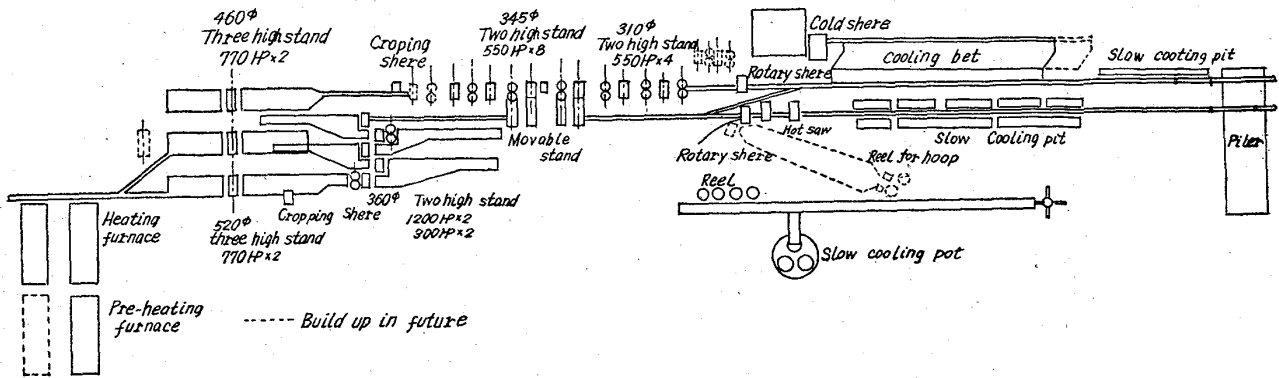 460φ
Three high stand
770 HP×2
Croping
shere
345φ
Two high stand
550 HP×8
310φ
Two high stand
550HP×4
Cold shere
Cooling bet
Slow cooting pit
Rotary shere
Movable
stand
Hot saw
Slow Cooling pit
Rotary shere
Reel for hoop
Piler
Reel
Heating
furnace
520φ
three high stand
770 HP×2
Cropping Shere
360φ
Two high stand
1200 HP×2
900 HP×2
Slow cooling pot
Pre-heating
furnace
----- Build up in future